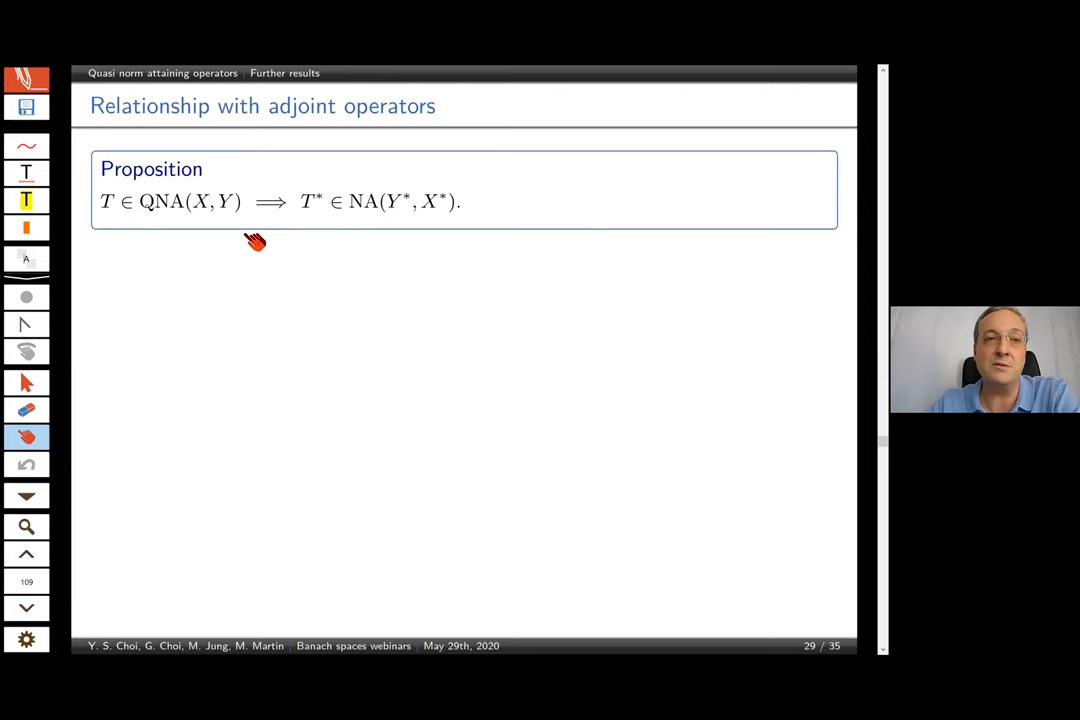 Quasi norm attaining operators | Further results
Relationship with adjoint operators
Proposition
T ∈ QNA(X, Y) ⟹ T* ∈ NA(Y*, X*).
T
T
A
109
Y. S. Choi, G. Choi, M. Jung, M. Martin | Banach spaces webinars | May 29th, 2020 29 / 35